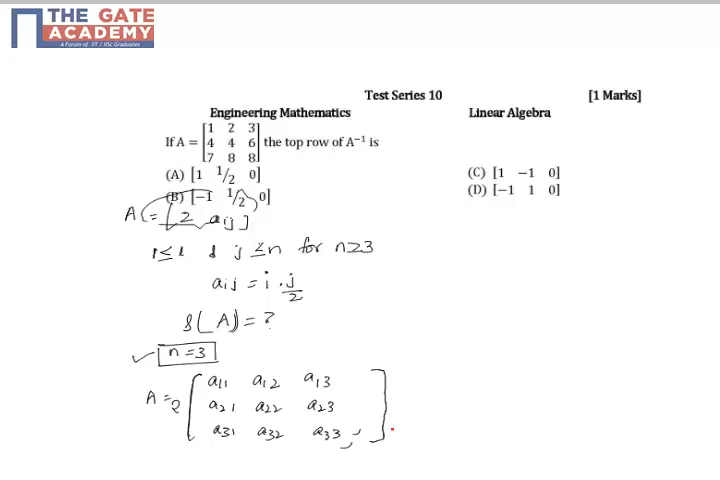 THE GATE
ACADEMY
A Forum of IIT / IISc Graduates
Test Series 10 [1 Marks]
Engineering Mathematics Linear Algebra
If A = [1 2 3
4 4 6
7 8 8] the top row of A⁻¹ is
(A) [1 1/2 0] (C) [1 −1 0]
(B) [−1 1/2 0] (D) [−1 1 0]
A = [2 aij]
j ≤ n for n ≥ 3
aij = i . j/2
(A) = ?
n = 3
A = 2 [a11 a12 a13
a21 a22 a23
a31 a32 a33]